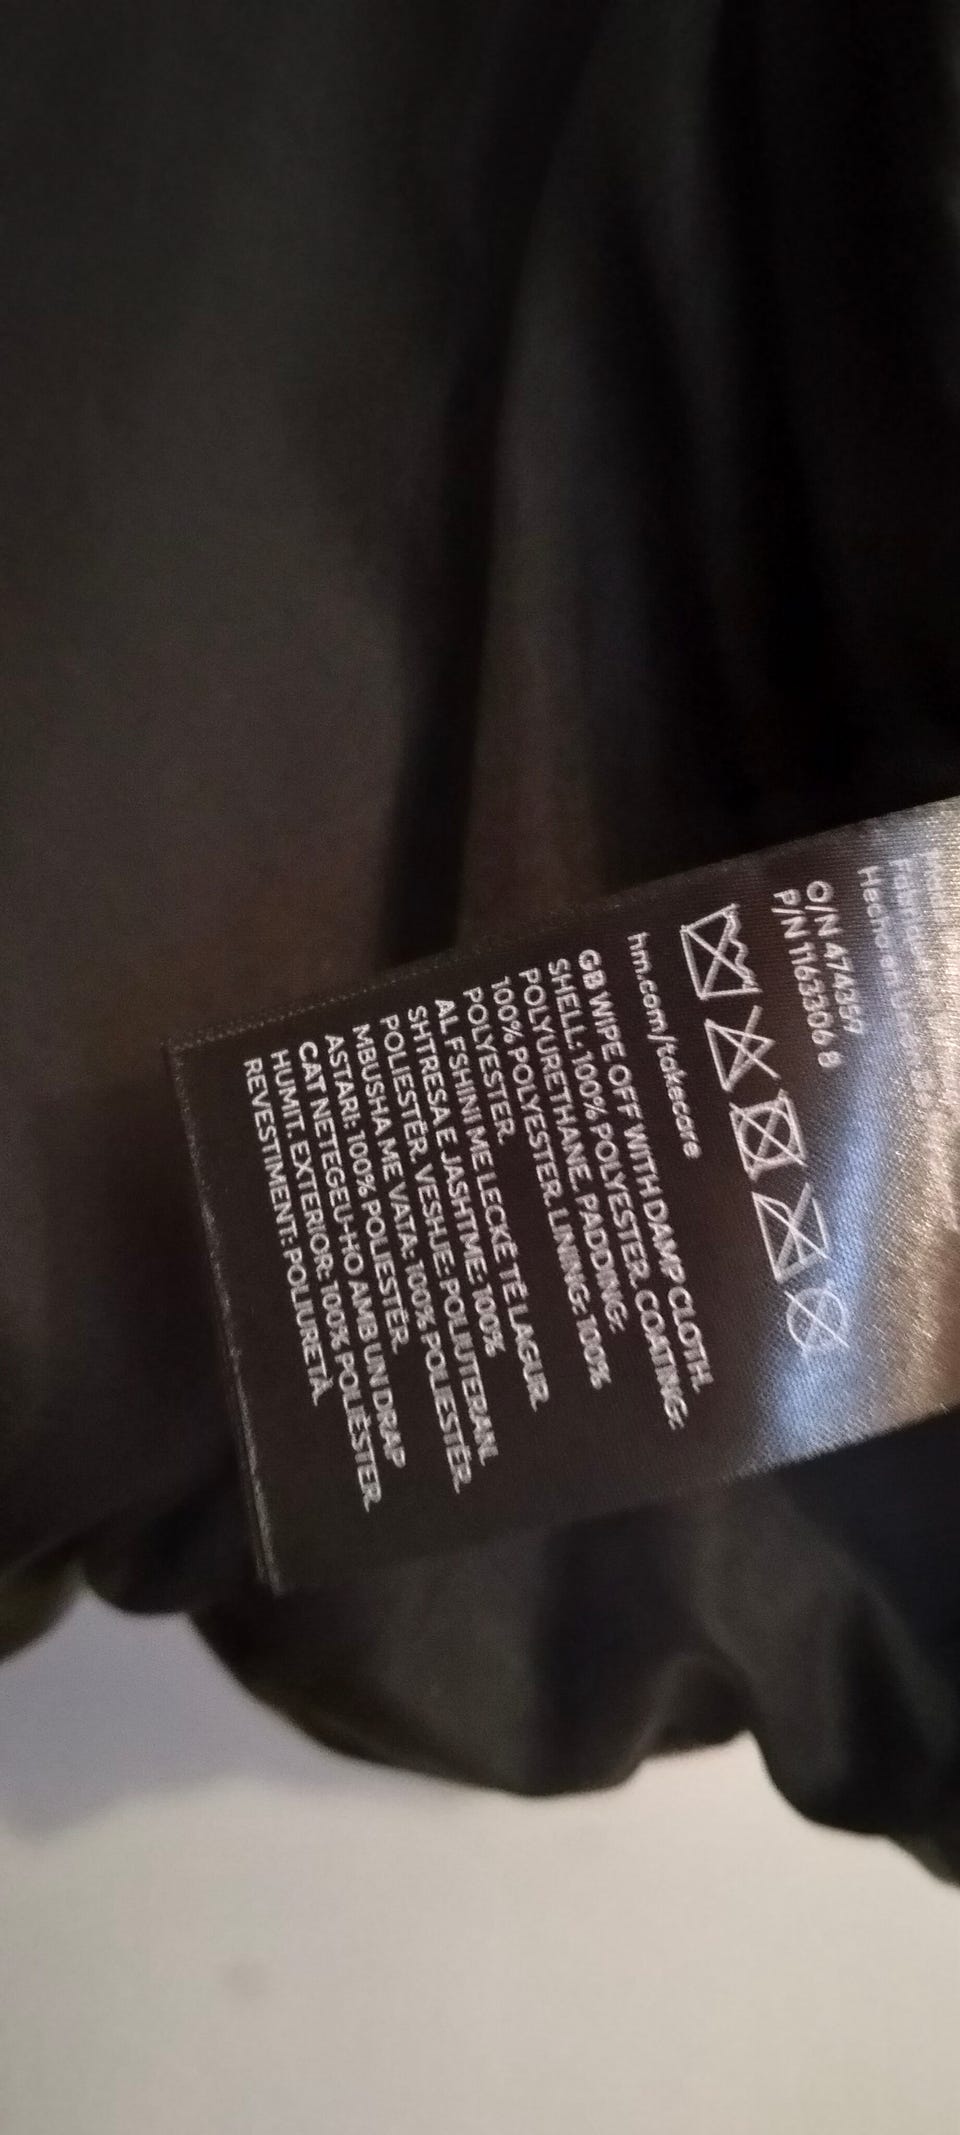 O/N 474357
P/N 1163306 8
hm.com/takecare
GB WIPE OFF WITH DAMP CLOTH.
SHELL: 100% POLYESTER. COATING:
POLYURETHANE. PADDING:
100% POLYESTER. LINING: 100%
POLYESTER.
AL FSHINI ME LECKË TË LAGUR.
SHTRESA E JASHTME: 100%
POLIESTËR. VESHJE: POLIUTERAN.
MBUSHJA ME VATA: 100% POLIESTËR.
ASTARI: 100% POLIESTËR.
CAT NETEGEU-HO AMB UN DRAP
HUMIT. EXTERIOR: 100% POLIÈSTER.
REVESTIMENT: POLIURETÀ.